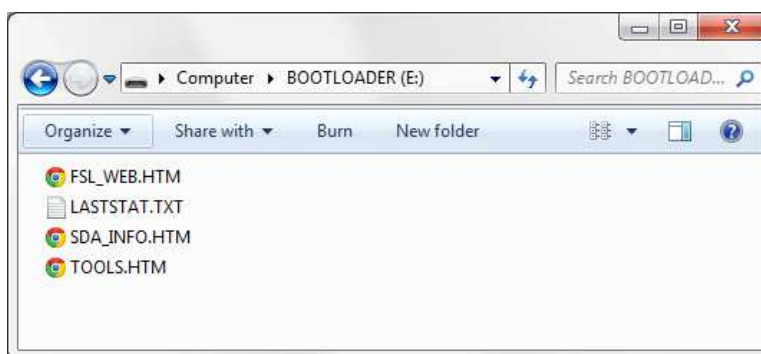 Computer BOOTLOADER (E:) Search BOOTLOAD...
Organize Share with Burn New folder
FSL_WEB.HTM
LASTSTAT.TXT
SDA_INFO.HTM
TOOLS.HTM